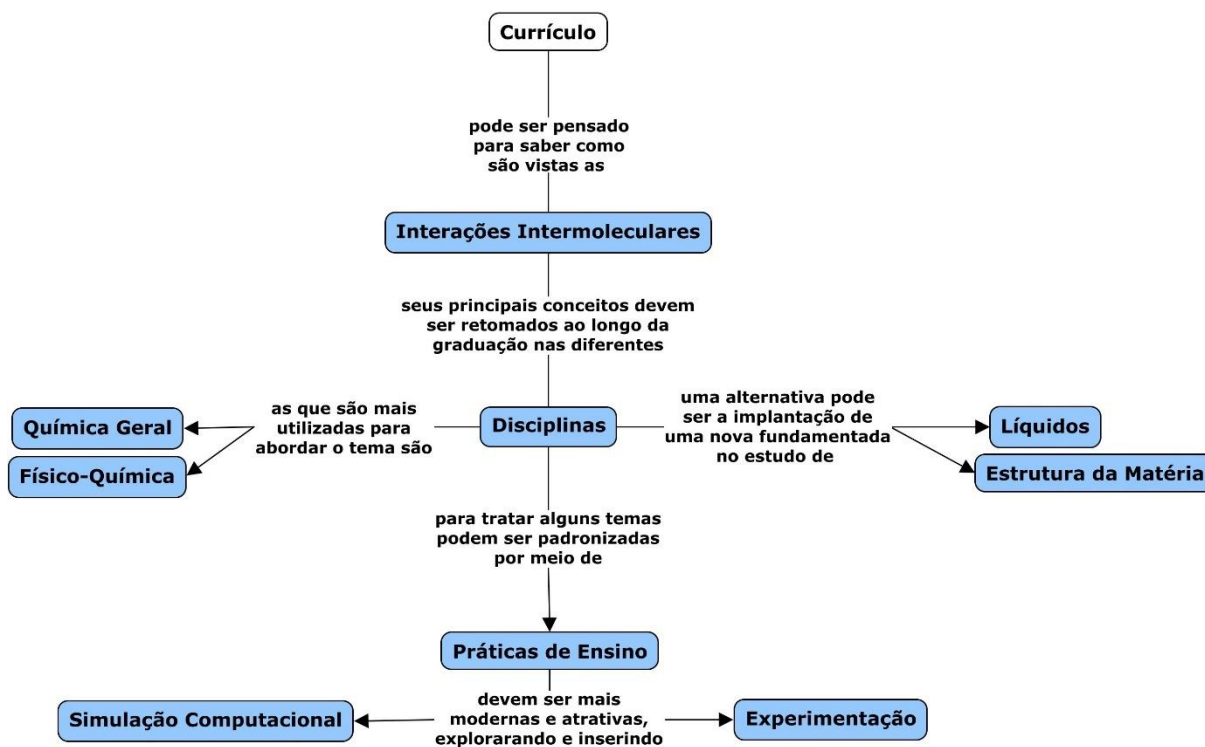 Currículo
pode ser pensado
para saber como
são vistas as
Interações Intermoleculares
seus principais conceitos devem
ser retomados ao longo da
graduação nas diferentes
Química Geral
Físico-Química
as que são mais
utilizadas para
abordar o tema são
Disciplinas
uma alternativa pode
ser a implantação de
uma nova fundamentada
no estudo de
Líquidos
Estrutura da Matéria
para tratar alguns temas
podem ser padronizadas
por meio de
Práticas de Ensino
Simulação Computacional
devem ser mais
modernas e atrativas,
explorarando e inserindo
Experimentação